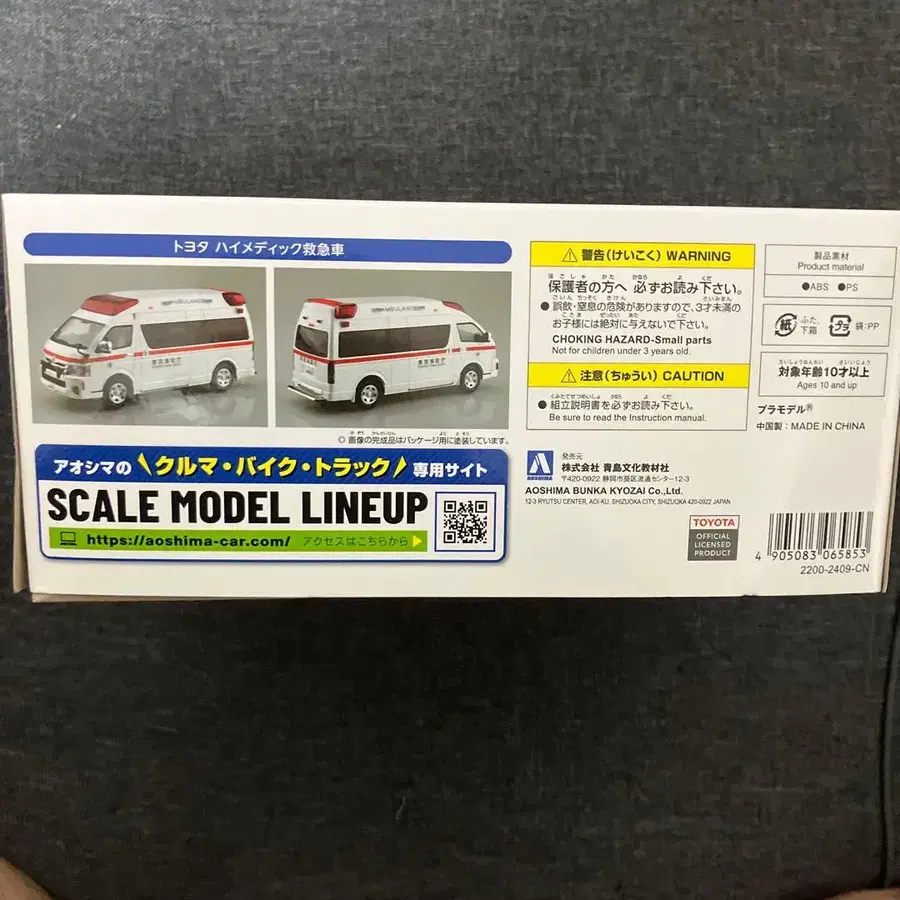 トヨタ ハイメディック救急車
AMBULANCE
東京消防庁
◎ 画像の完成品はパッケージ用に塗装しています。
アオシマの \クルマ・バイク・トラック/ 専用サイト
SCALE MODEL LINEUP
https://aoshima-car.com/ アクセスはこちらから
警告(けいこく) WARNING
保護者の方へ 必ずお読み下さい。
●誤飲・窒息の危険がありますので、3才未満の
お子様には絶対に与えないで下さい。
CHOKING HAZARD-Small parts
Not for children under 3 years old.
注意(ちゅうい) CAUTION
●組立説明書を必ずお読み下さい。
Be sure to read the Instruction manual.
発売元
AOSHIMA
株式会社 青島文化教材社
〒420-0922 静岡市葵区流通センター12-3
AOSHIMA BUNKA KYOZAI Co.,Ltd.
12-3 RYUTSU CENTER, AOI-KU, SHIZUOKA CITY, SHIZUOKA 420-0922 JAPAN
TOYOTA
OFFICIAL
LICENSED
PRODUCT
製品素材
Product material
●ABS ●PS
紙 ふた、下箱 プラ 袋:PP
対象年齢10才以上
Ages 10 and up
プラモデル®
中国製:MADE IN CHINA
4 905083 065853
2200-2409-CN